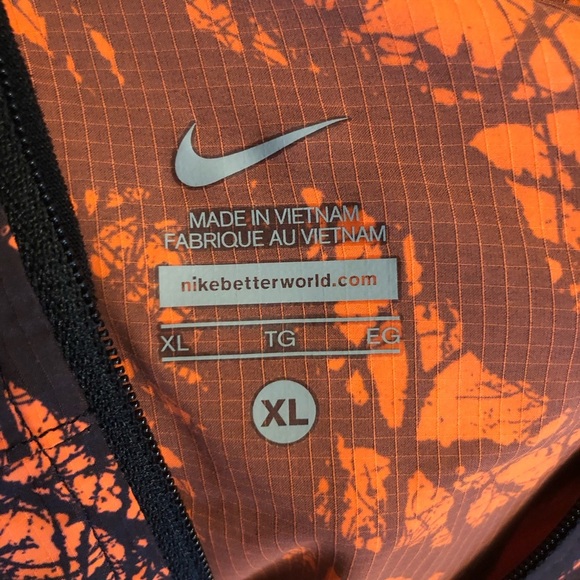 MADE IN VIETNAM
FABRIQUE AU VIETNAM
nikebetterworld.com
XL TG EG
XL